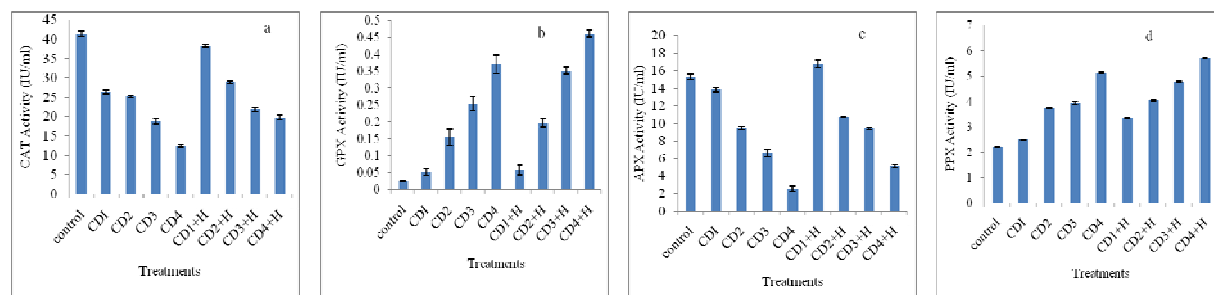 a
CAT Activity (IU/ml)
45
40
35
30
25
20
15
10
5
0
control
CD1
CD2
CD3
CD4
CD1+H
CD2+H
CD3+H
CD4+H
Treatments
b
GPX Activity (IU/ml)
0.5
0.45
0.4
0.35
0.3
0.25
0.2
0.15
0.1
0.05
0
control
CD1
CD2
CD3
CD4
CD1+H
CD2+H
CD3+H
CD4+H
Treatments
c
APX Activity (IU/ml)
20
18
16
14
12
10
8
6
4
2
0
control
CD1
CD2
CD3
CD4
CD1+H
CD2+H
CD3+H
CD4+H
Treatments
d
PPX Activity (IU/ml)
7
6
5
4
3
2
1
0
control
CD1
CD2
CD3
CD4
CD1+H
CD2+H
CD3+H
CD4+H
Treatments